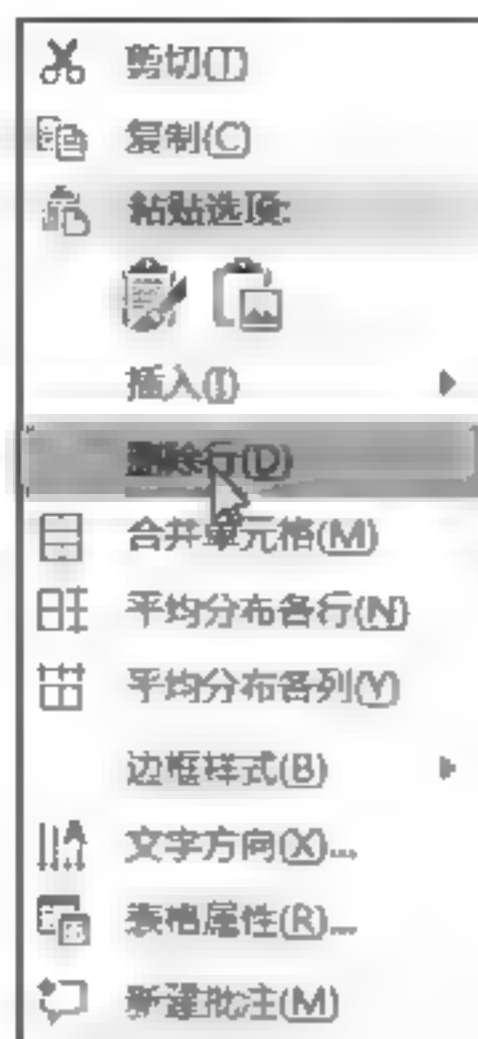 剪切(T)
复制(C)
粘贴选项:
插入(I)
删除行(D)
合并单元格(M)
平均分布各行(N)
平均分布各列(Y)
边框样式(B)
文字方向(X)...
表格属性(R)...
新建批注(M)